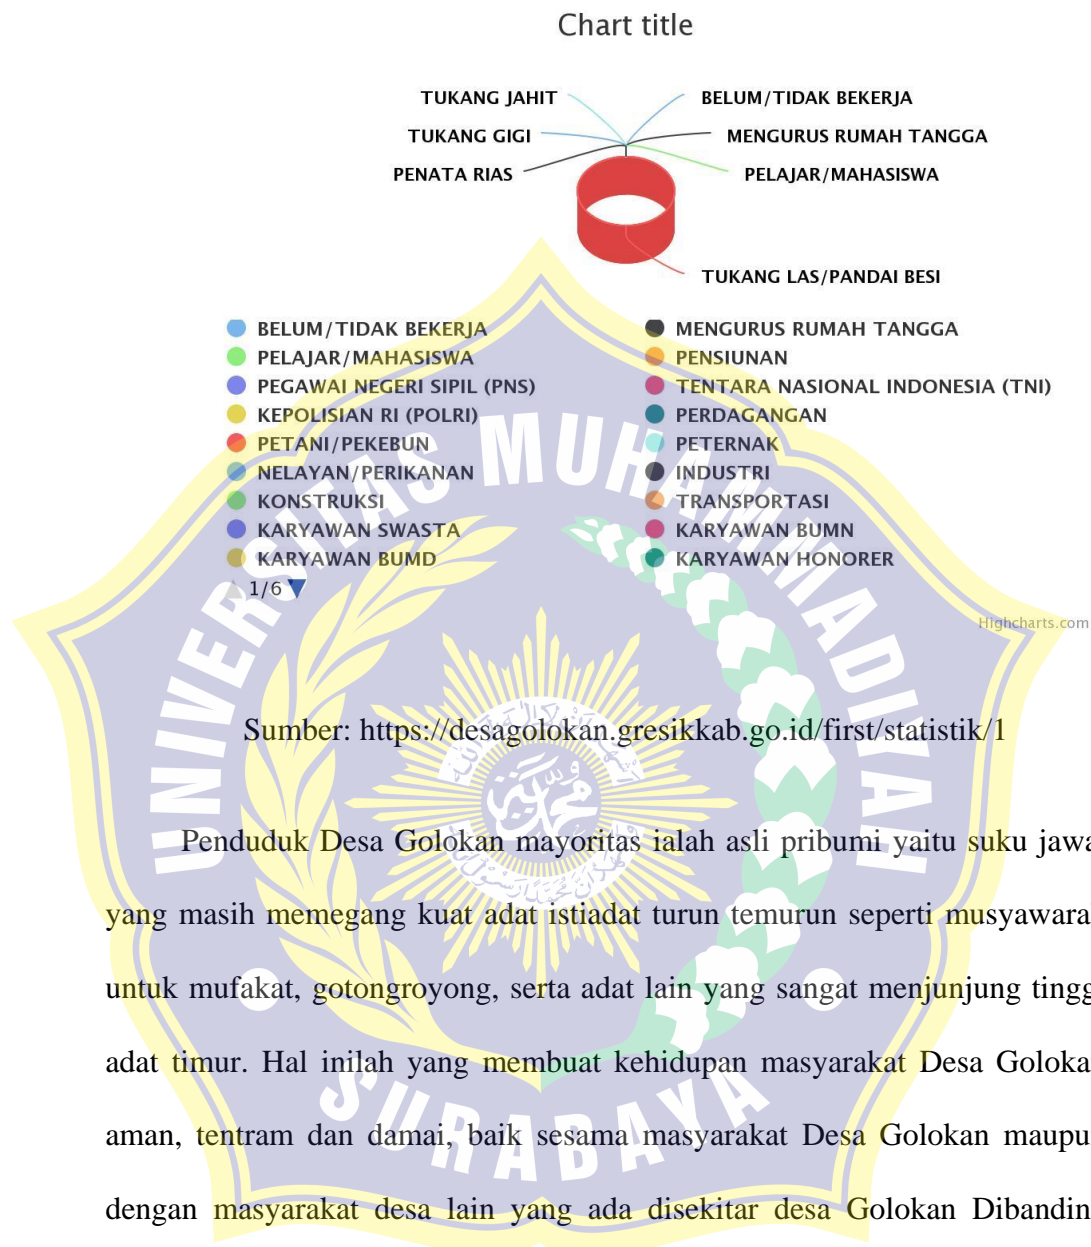 Chart title
TUKANG JAHIT
BELUM/TIDAK BEKERJA
TUKANG GIGI
MENGURUS RUMAH TANGGA
PENATA RIAS
PELAJAR/MAHASISWA
TUKANG LAS/PANDAI BESI
BELUM/TIDAK BEKERJA
MENGURUS RUMAH TANGGA
PELAJAR/MAHASISWA
PENSIUNAN
PEGAWAI NEGERI SIPIL (PNS)
TENTARA NASIONAL INDONESIA (TNI)
KEPOLISIAN RI (POLRI)
PERDAGANGAN
PETANI/PEKEBUN
PETERNAK
NELAYAN/PERIKANAN
INDUSTRI
KONSTRUKSI
TRANSPORTASI
KARYAWAN SWASTA
KARYAWAN BUMN
KARYAWAN BUMD
KARYAWAN HONORER
1/6
Highcharts.com
UNIVERSITAS MUHAMMADIYAH
SURABAYA
Sumber: https://desagolokan.gresikkab.go.id/first/statistik/1
Penduduk Desa Golokan mayoritas ialah asli pribumi yaitu suku jawa
yang masih memegang kuat adat istiadat turun temurun seperti musyawara
untuk mufakat, gotongroyong, serta adat lain yang sangat menjunjung tingg
adat timur. Hal inilah yang membuat kehidupan masyarakat Desa Goloka
aman, tentram dan damai, baik sesama masyarakat Desa Golokan maupu
dengan masyarakat desa lain yang ada disekitar desa Golokan Dibandin